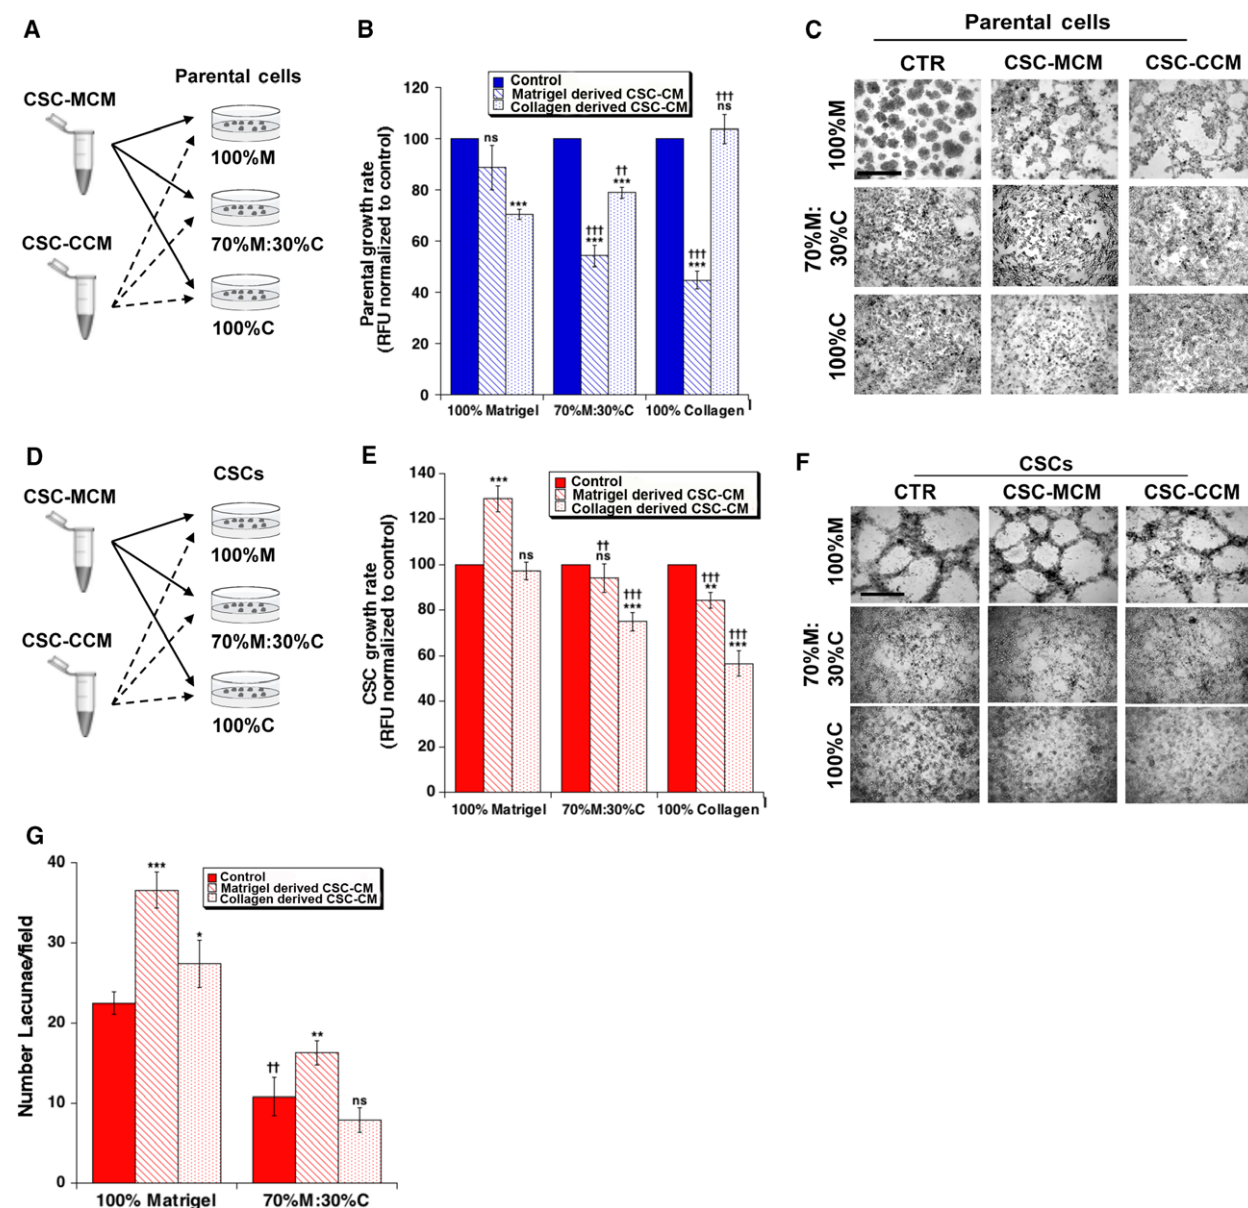 A
Parental cells
CSC-MCM
100%M
CSC-CCM
70%M:30%C
100%C
B
Control
Matrigel derived CSC-CM
Collagen derived CSC-CM
Parental growth rate
(RFU normalized to control)
120
100
80
60
40
20
0
ns
***
†††
***
††
***
†††
***
†††
ns
100% Matrigel
70%M:30%C
100% Collagen I
C
Parental cells
CTR
CSC-MCM
CSC-CCM
100%M
70%M:
30%C
100%C
D
CSCs
CSC-MCM
100%M
CSC-CCM
70%M:30%C
100%C
E
Control
Matrigel derived CSC-CM
Collagen derived CSC-CM
CSC growth rate
(RFU normalized to control)
140
120
100
80
60
40
20
0
***
ns
††
ns
†††
***
†††
**
†††
***
100% Matrigel
70%M:30%C
100% Collagen I
F
CSCs
CTR
CSC-MCM
CSC-CCM
100%M
70%M:
30%C
100%C
G
Control
Matrigel derived CSC-CM
Collagen derived CSC-CM
Number Lacunae/field
40
30
20
10
0
***
*
††
**
ns
100% Matrigel
70%M:30%C